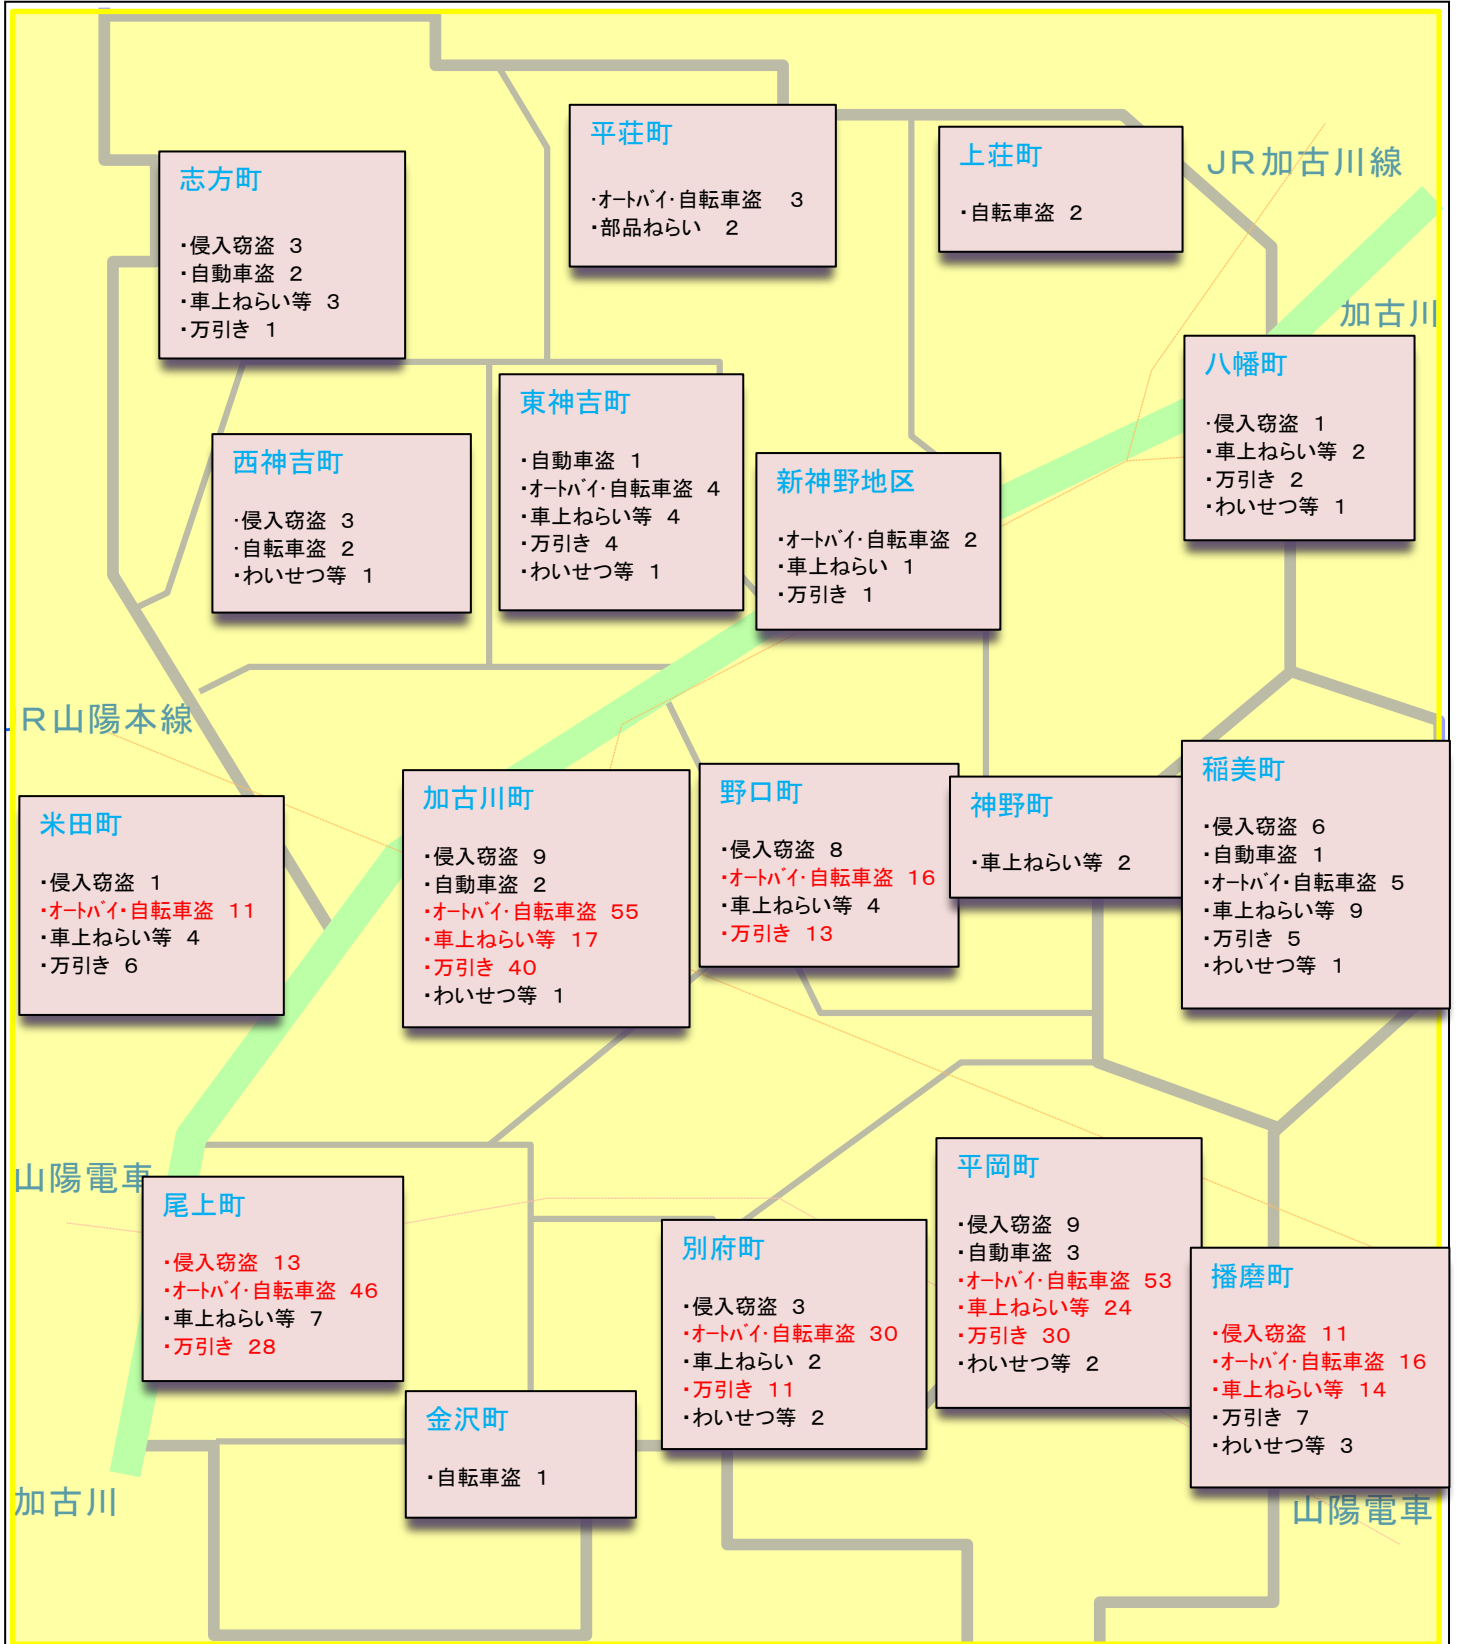 平荘町
・オートバイ・自転車盗　3
・部品ねらい　2
上荘町
・自転車盗　2
JR加古川線
志方町
・侵入窃盗　3
・自動車盗　2
・車上ねらい等　3
・万引き　1
加古川
八幡町
・侵入窃盗　1
・車上ねらい等　2
・万引き　2
・わいせつ等　1
東神吉町
・自動車盗　1
・オートバイ・自転車盗　4
・車上ねらい等　4
・万引き　4
・わいせつ等　1
西神吉町
・侵入窃盗　3
・自転車盗　2
・わいせつ等　1
新神野地区
・オートバイ・自転車盗　2
・車上ねらい　1
・万引き　1
JR山陽本線
米田町
・侵入窃盗　1
・オートバイ・自転車盗　11
・車上ねらい等　4
・万引き　6
加古川町
・侵入窃盗　9
・自動車盗　2
・オートバイ・自転車盗　55
・車上ねらい等　17
・万引き　40
・わいせつ等　1
野口町
・侵入窃盗　8
・オートバイ・自転車盗　16
・車上ねらい等　4
・万引き　13
神野町
・車上ねらい等　2
稲美町
・侵入窃盗　6
・自動車盗　1
・オートバイ・自転車盗　5
・車上ねらい等　9
・万引き　5
・わいせつ等　1
山陽電車
尾上町
・侵入窃盗　13
・オートバイ・自転車盗　46
・車上ねらい等　7
・万引き　28
別府町
・侵入窃盗　3
・オートバイ・自転車盗　30
・車上ねらい　2
・万引き　11
・わいせつ等　2
平岡町
・侵入窃盗　9
・自動車盗　3
・オートバイ・自転車盗　53
・車上ねらい等　24
・万引き　30
・わいせつ等　2
播磨町
・侵入窃盗　11
・オートバイ・自転車盗　16
・車上ねらい等　14
・万引き　7
・わいせつ等　3
金沢町
・自転車盗　1
加古川
山陽電車